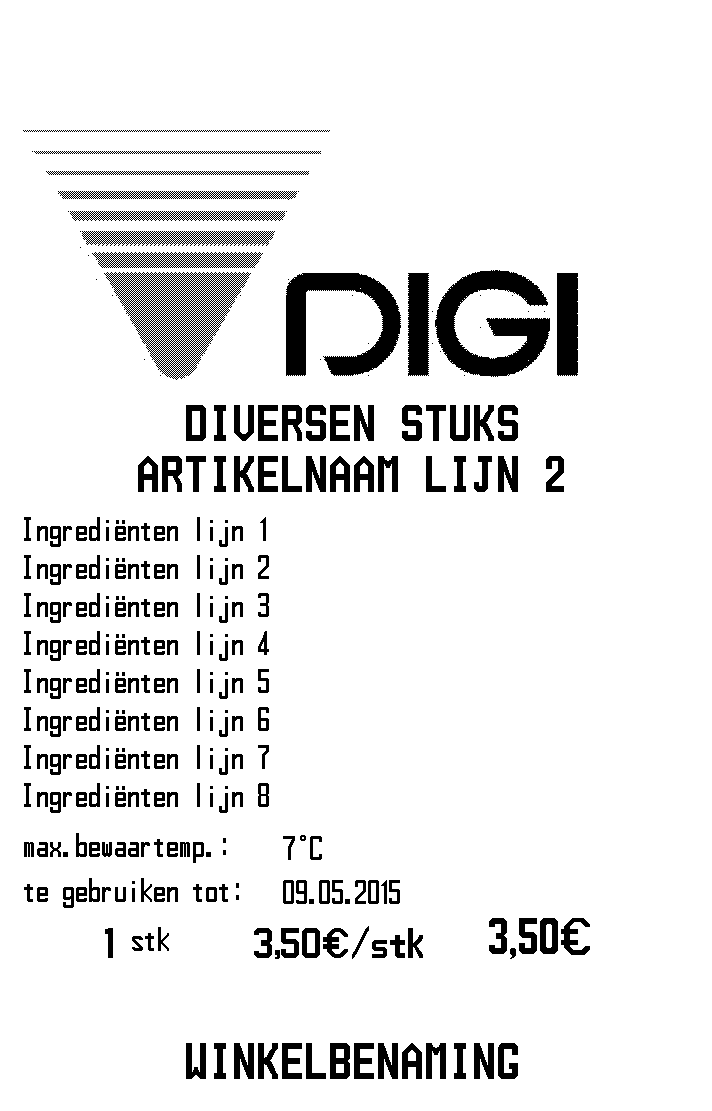 DIGI
DIVERSEN STUKS
ARTIKELNAAM LIJN 2
Ingrediënten lijn 1
Ingrediënten lijn 2
Ingrediënten lijn 3
Ingrediënten lijn 4
Ingrediënten lijn 5
Ingrediënten lijn 6
Ingrediënten lijn 7
Ingrediënten lijn 8
max.bewaartemp.: 7°C
te gebruiken tot: 09.05.2015
1 stk 3,50€/stk 3,50€
WINKELBENAMING